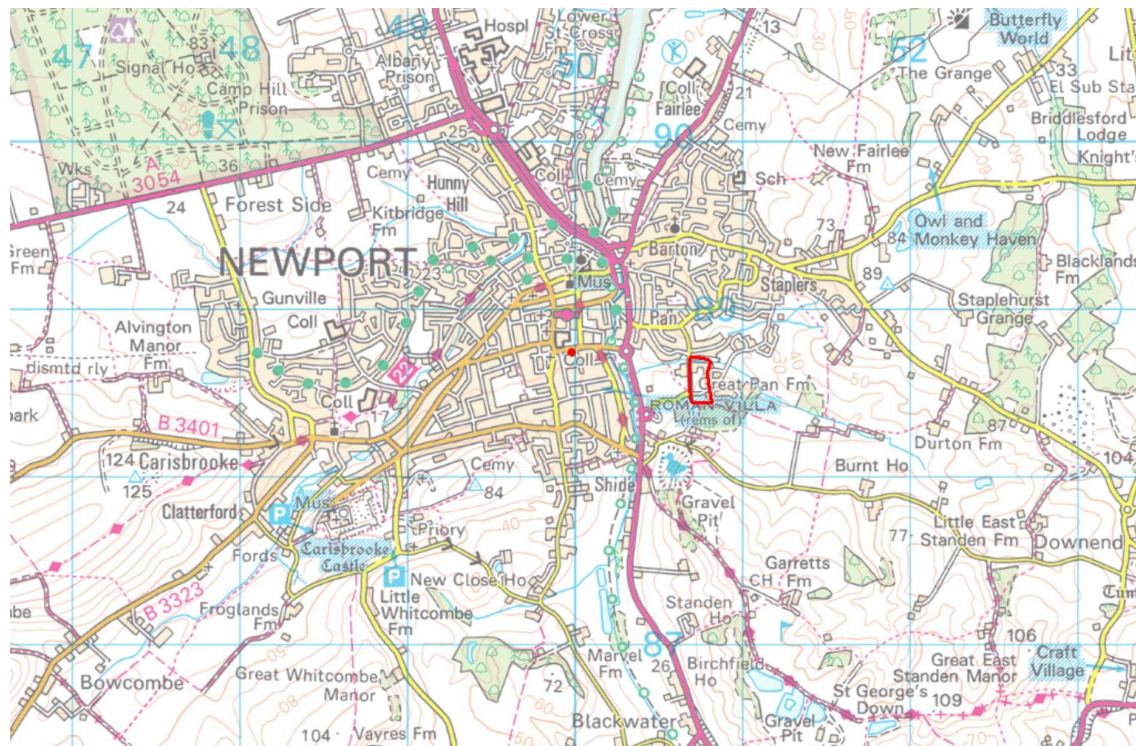 47
83
48
49
Hospl
Lower
St Cross
Fm
50
Coll
Fairlee
13
52
Butterfly
World
Signal Ho
Albany
Prison
21
The Grange
33
El Sub Sta
Camp Hill
Prison
25
90
Cemy
Briddlesford
Lodge
Wks
A
3054
36
Cemy
Hunny
Hill
Coll
Cemy
Sch
New Fairlee
Fm
Knight's
24
Forest Side
Kitbridge
Fm
73
Owl and
Monkey Haven
Green
Fm
NEWPORT
23
Barton
84
Blacklands
Fm
Mus
Staplers
89
Gunville
Coll
Pan
Staplehurst
Grange
Alvington
Manor Fm
dismtd rly
22
Coll
Great Pan Fm
park
Coll
17
ROMAN VILLA
(rems of)
87
B 3401
Durton Fm
124
Carisbrooke
125
Cemy
84
Burnt Ho
104
Clatterford
Mus
P
Shide
Gravel
Pit
Priory
77
Little East
Standen Fm
Downend
Fords
Carisbrooke
Castle
P
New Close Ho
CH
Garretts
Fm
B 3323
Froglands
Fm
Little
Whitcombe
Fm
Standen
Ho
87
106
Craft
Village
Marvel
Fm
26
Birchfield
Ho
Great East
Standen Manor
Bowcombe
Great Whitcombe
Manor
72
St George's
Down
109
80
104
Vayres Fm
Blackwater
Gravel
Pit